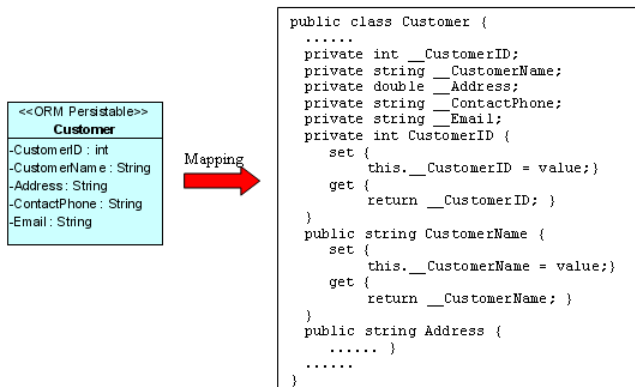 <<ORM Persistable>>
Customer
-CustomerID : int
-CustomerName : String
-Address : String
-ContactPhone : String
-Email : String
Mapping
public class Customer {
......
private int __CustomerID;
private string __CustomerName;
private double __Address;
private string __ContactPhone;
private string __Email;
private int CustomerID {
set {
this.__CustomerID = value;}
get {
return __CustomerID; }
}
public string CustomerName {
set {
this.__CustomerName = value;}
get {
return __CustomerName; }
}
public string Address {
...... }
......
}